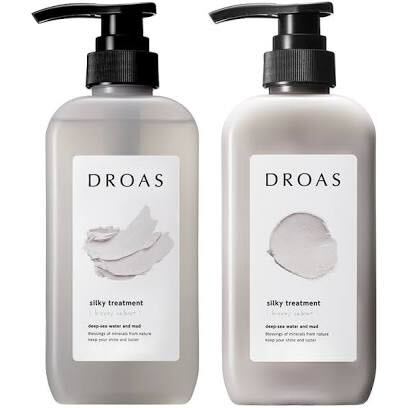 DROAS
silky treatment
deep-sea water and mud
Blessings of minerals from nature
keep your shine and luster
DROAS
silky treatment
deep-sea water and mud
Blessings of minerals from nature
keep your shine and luster